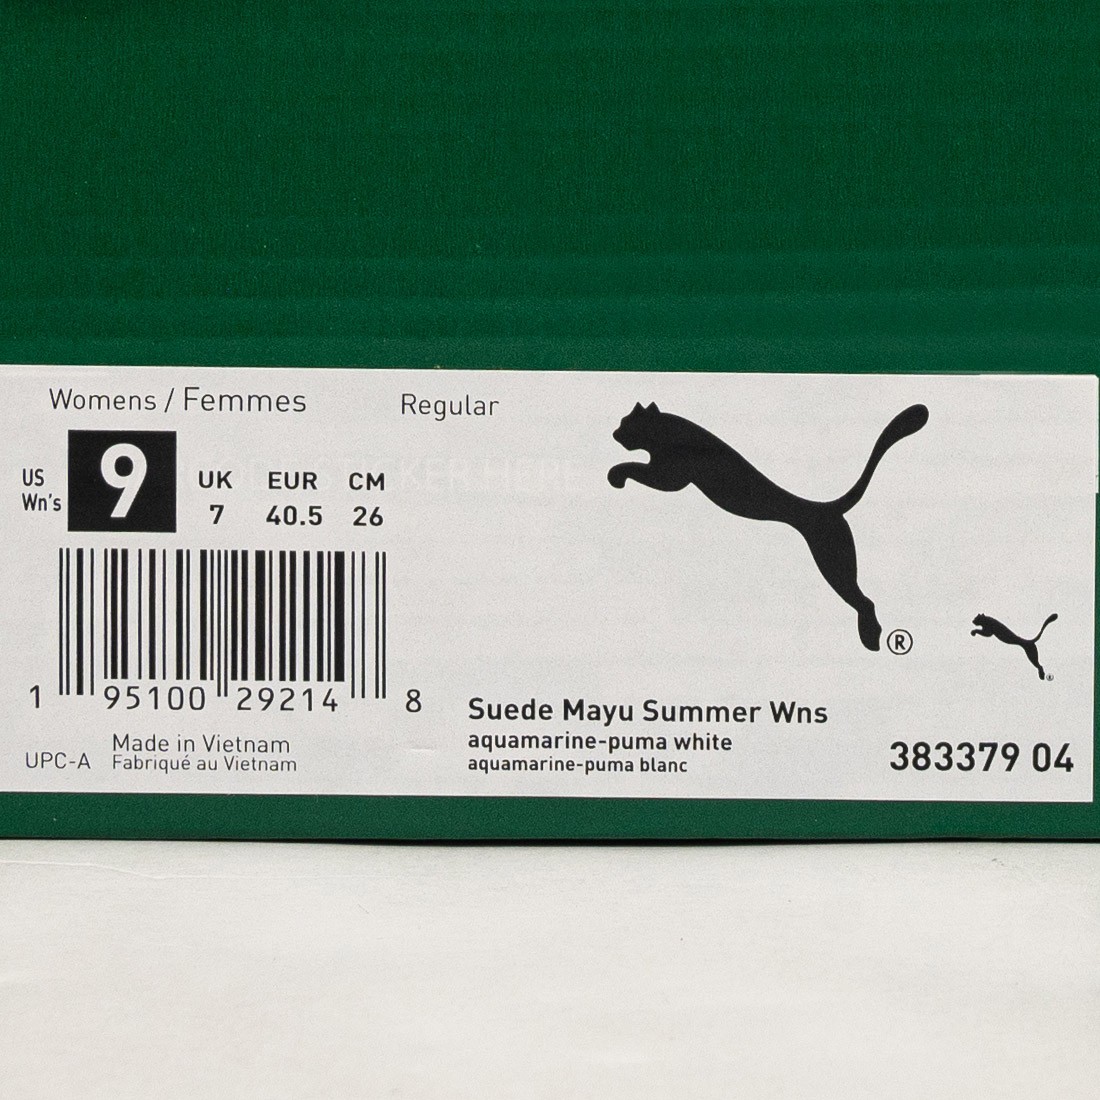 Womens / Femmes Regular
US Wn's 9
UK EUR CM
7 40.5 26
1 95100 29214 8
UPC-A
Made in Vietnam
Fabriqué au Vietnam
®
Suede Mayu Summer Wns
aquamarine-puma white
aquamarine-puma blanc
383379 04